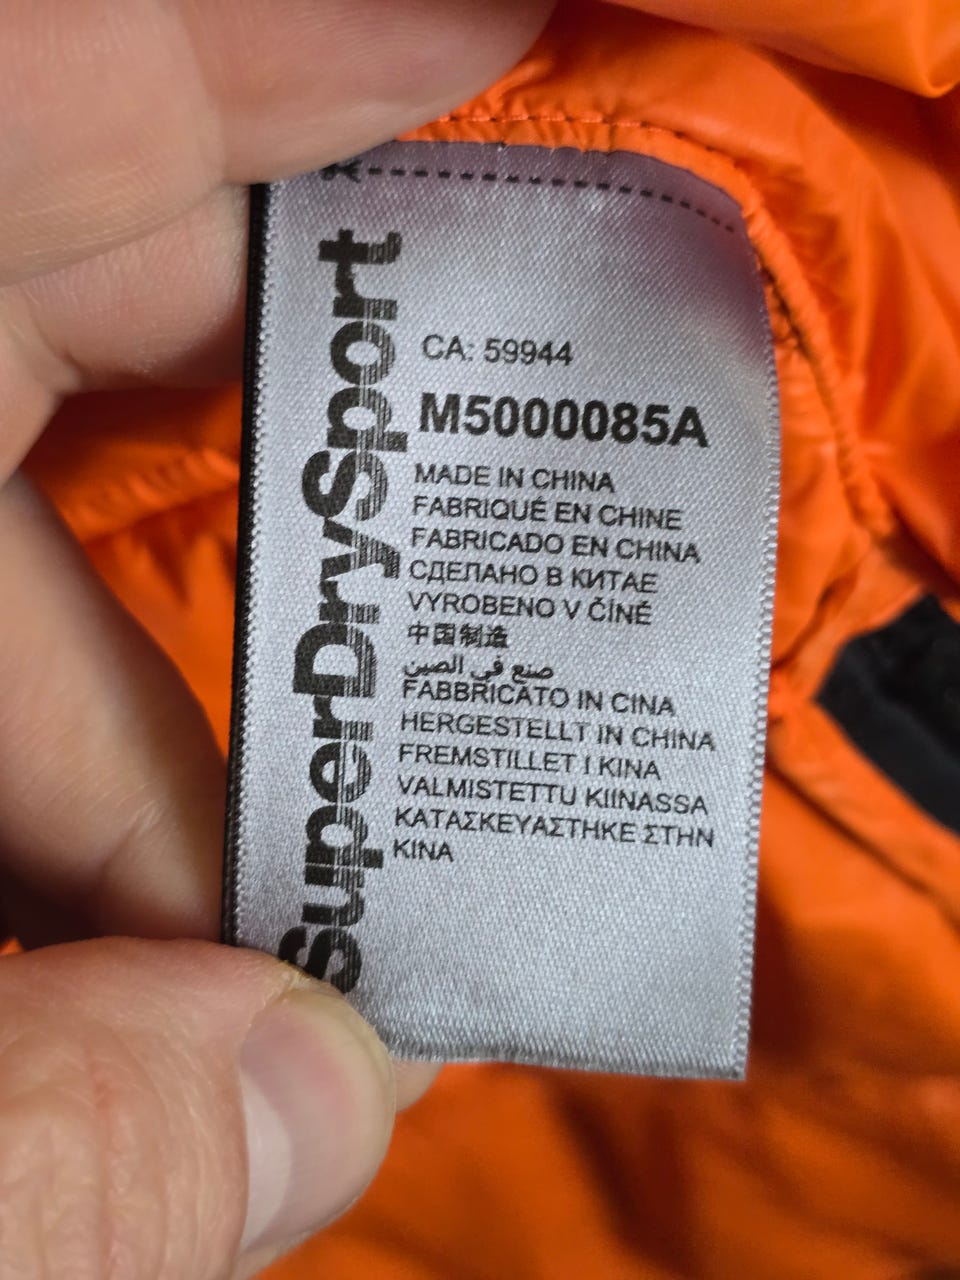 SuperDrySport
CA: 59944
M5000085A
MADE IN CHINA
FABRIQUÉ EN CHINE
FABRICADO EN CHINA
СДЕЛАНО В КИТАЕ
VYROBENO V ČÍNĚ
中国制造
صنع في الصين
FABBRICATO IN CINA
HERGESTELLT IN CHINA
FREMSTILLET I KINA
VALMISTETTU KIINASSA
ΚΑΤΑΣΚΕΥΑΣΤΗΚΕ ΣΤΗΝ
ΚΙΝΑ